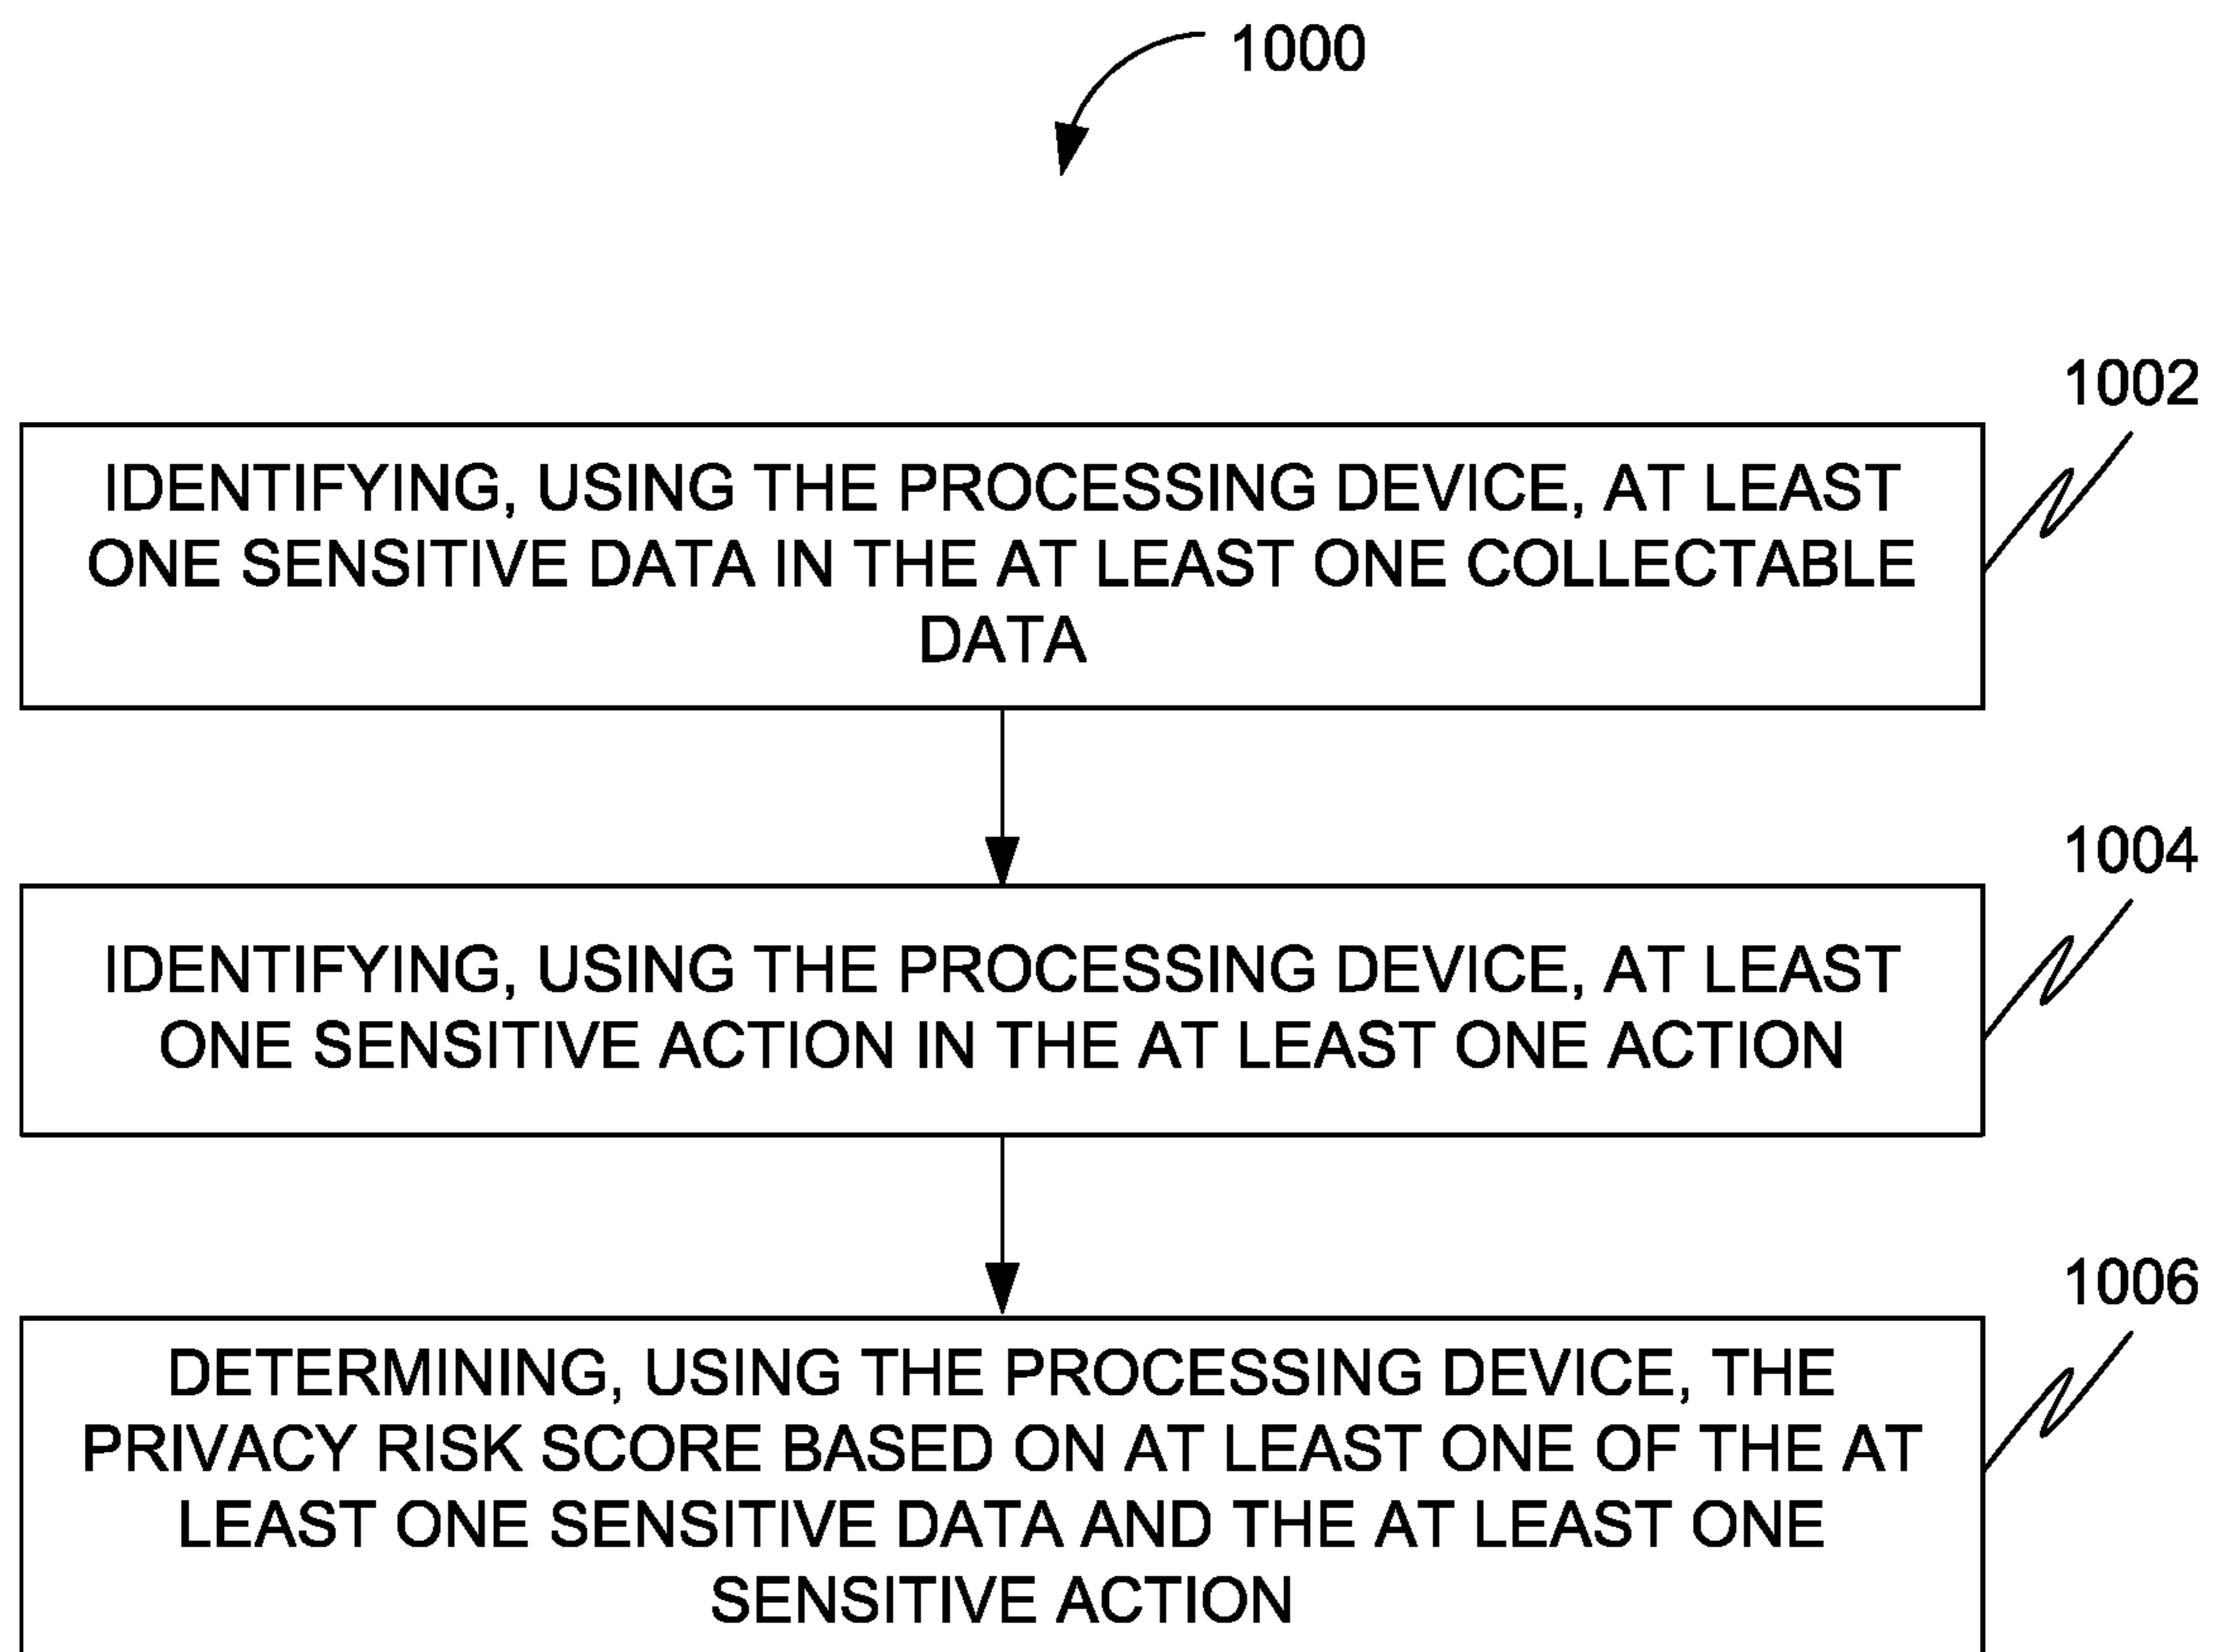 1000
1002
IDENTIFYING, USING THE PROCESSING DEVICE, AT LEAST
ONE SENSITIVE DATA IN THE AT LEAST ONE COLLECTABLE
DATA
1004
IDENTIFYING, USING THE PROCESSING DEVICE, AT LEAST
ONE SENSITIVE ACTION IN THE AT LEAST ONE ACTION
1006
DETERMINING, USING THE PROCESSING DEVICE, THE
PRIVACY RISK SCORE BASED ON AT LEAST ONE OF THE AT
LEAST ONE SENSITIVE DATA AND THE AT LEAST ONE
SENSITIVE ACTION